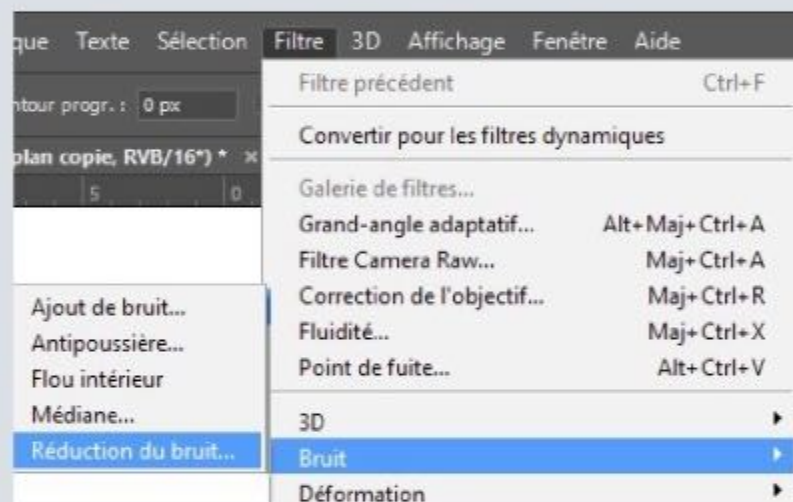 que Texte Sélection Filtre 3D Affichage Fenêtre Aide
ntour progr. : 0 px
plan copie, RVB/16*) * ×
5 0
Filtre précédent Ctrl+F
Convertir pour les filtres dynamiques
Galerie de filtres...
Grand-angle adaptatif... Alt+Maj+Ctrl+A
Filtre Camera Raw... Maj+Ctrl+A
Correction de l'objectif... Maj+Ctrl+R
Fluidité... Maj+Ctrl+X
Point de fuite... Alt+Ctrl+V
3D
Bruit
Déformation
Ajout de bruit...
Antipoussière...
Flou intérieur
Médiane...
Réduction du bruit...